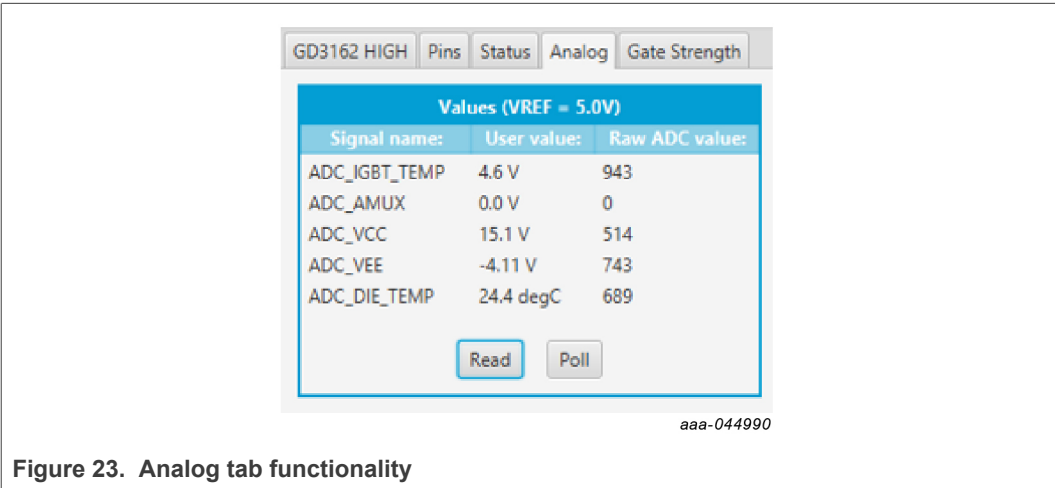 GD3162 HIGH Pins Status Analog Gate Strength
Values (VREF = 5.0V)
Signal name: User value: Raw ADC value:
ADC_IGBT_TEMP 4.6 V 943
ADC_AMUX 0.0 V 0
ADC_VCC 15.1 V 514
ADC_VEE -4.11 V 743
ADC_DIE_TEMP 24.4 degC 689
Read Poll
aaa-044990
Figure 23. Analog tab functionality